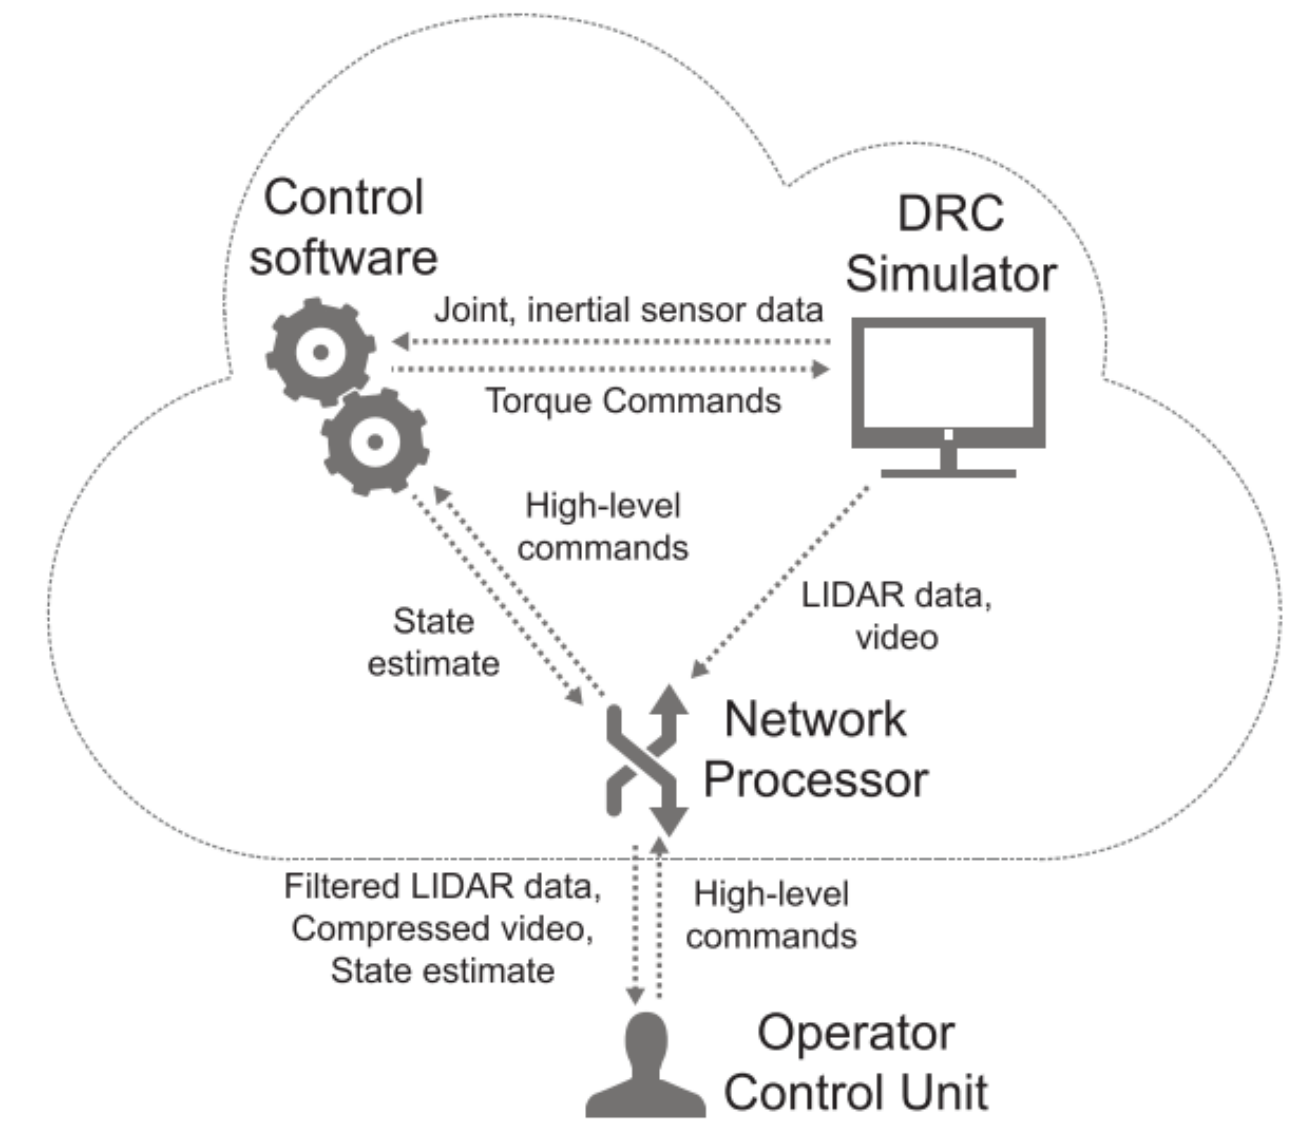 Control
software
DRC
Simulator
Joint, inertial sensor data
Torque Commands
High-level
commands
State
estimate
LIDAR data,
video
Network
Processor
Filtered LIDAR data,
Compressed video,
State estimate
High-level
commands
Operator
Control Unit